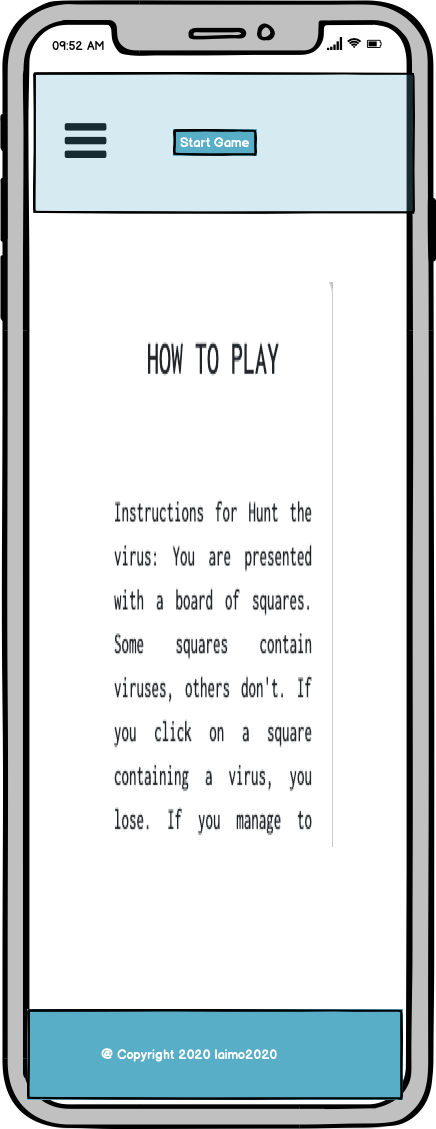 09:52 AM
Start Game
HOW TO PLAY
Instructions for Hunt the
virus: You are presented
with a board of squares.
Some squares contain
viruses, others don't. If
you click on a square
containing a virus, you
lose. If you manage to
@ Copyright 2020 laimo2020